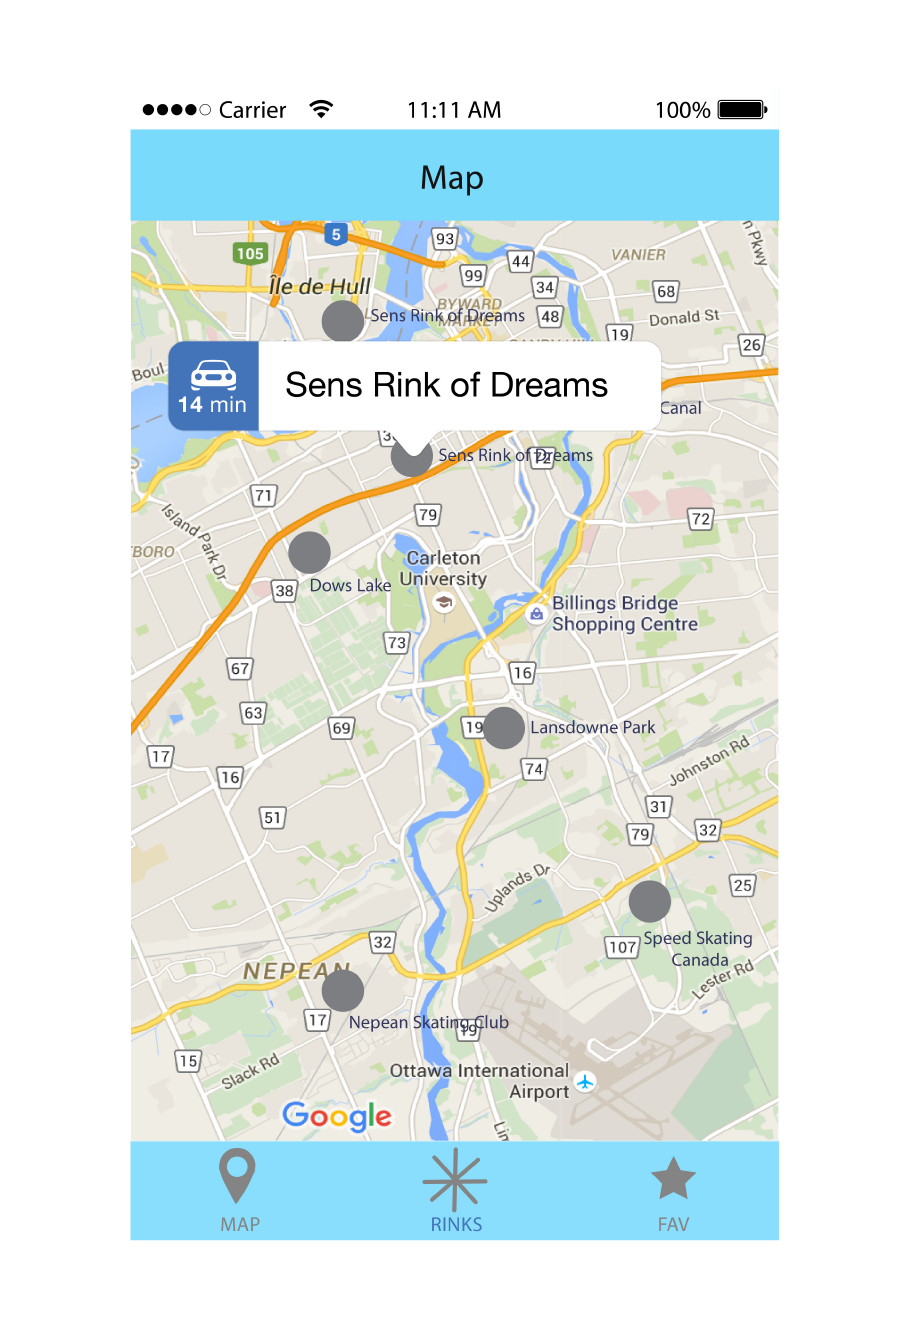 Carrier
11:11 AM
100%
Map
5
93
n Pkwy
105
44
VANIER
99
Île de Hull
34
68
BYWARD
MARKET
Sens Rink of Dreams
48
Donald St
19
26
Boul
14 min
Sens Rink of Dreams
Canal
Sens Rink of Dreams
72
71
79
72
Island Park Dr
BORO
Carleton
University
38
Dows Lake
Billings Bridge
Shopping Centre
73
67
16
63
69
19
Lansdowne Park
17
16
74
Johnston Rd
51
31
79
32
Uplands Dr
25
32
107
Speed Skating
Canada
NEPEAN
Lester Rd
17
Nepean Skating Club
19
15
Slack Rd
Ottawa International
Airport
Google
MAP
RINKS
FAV